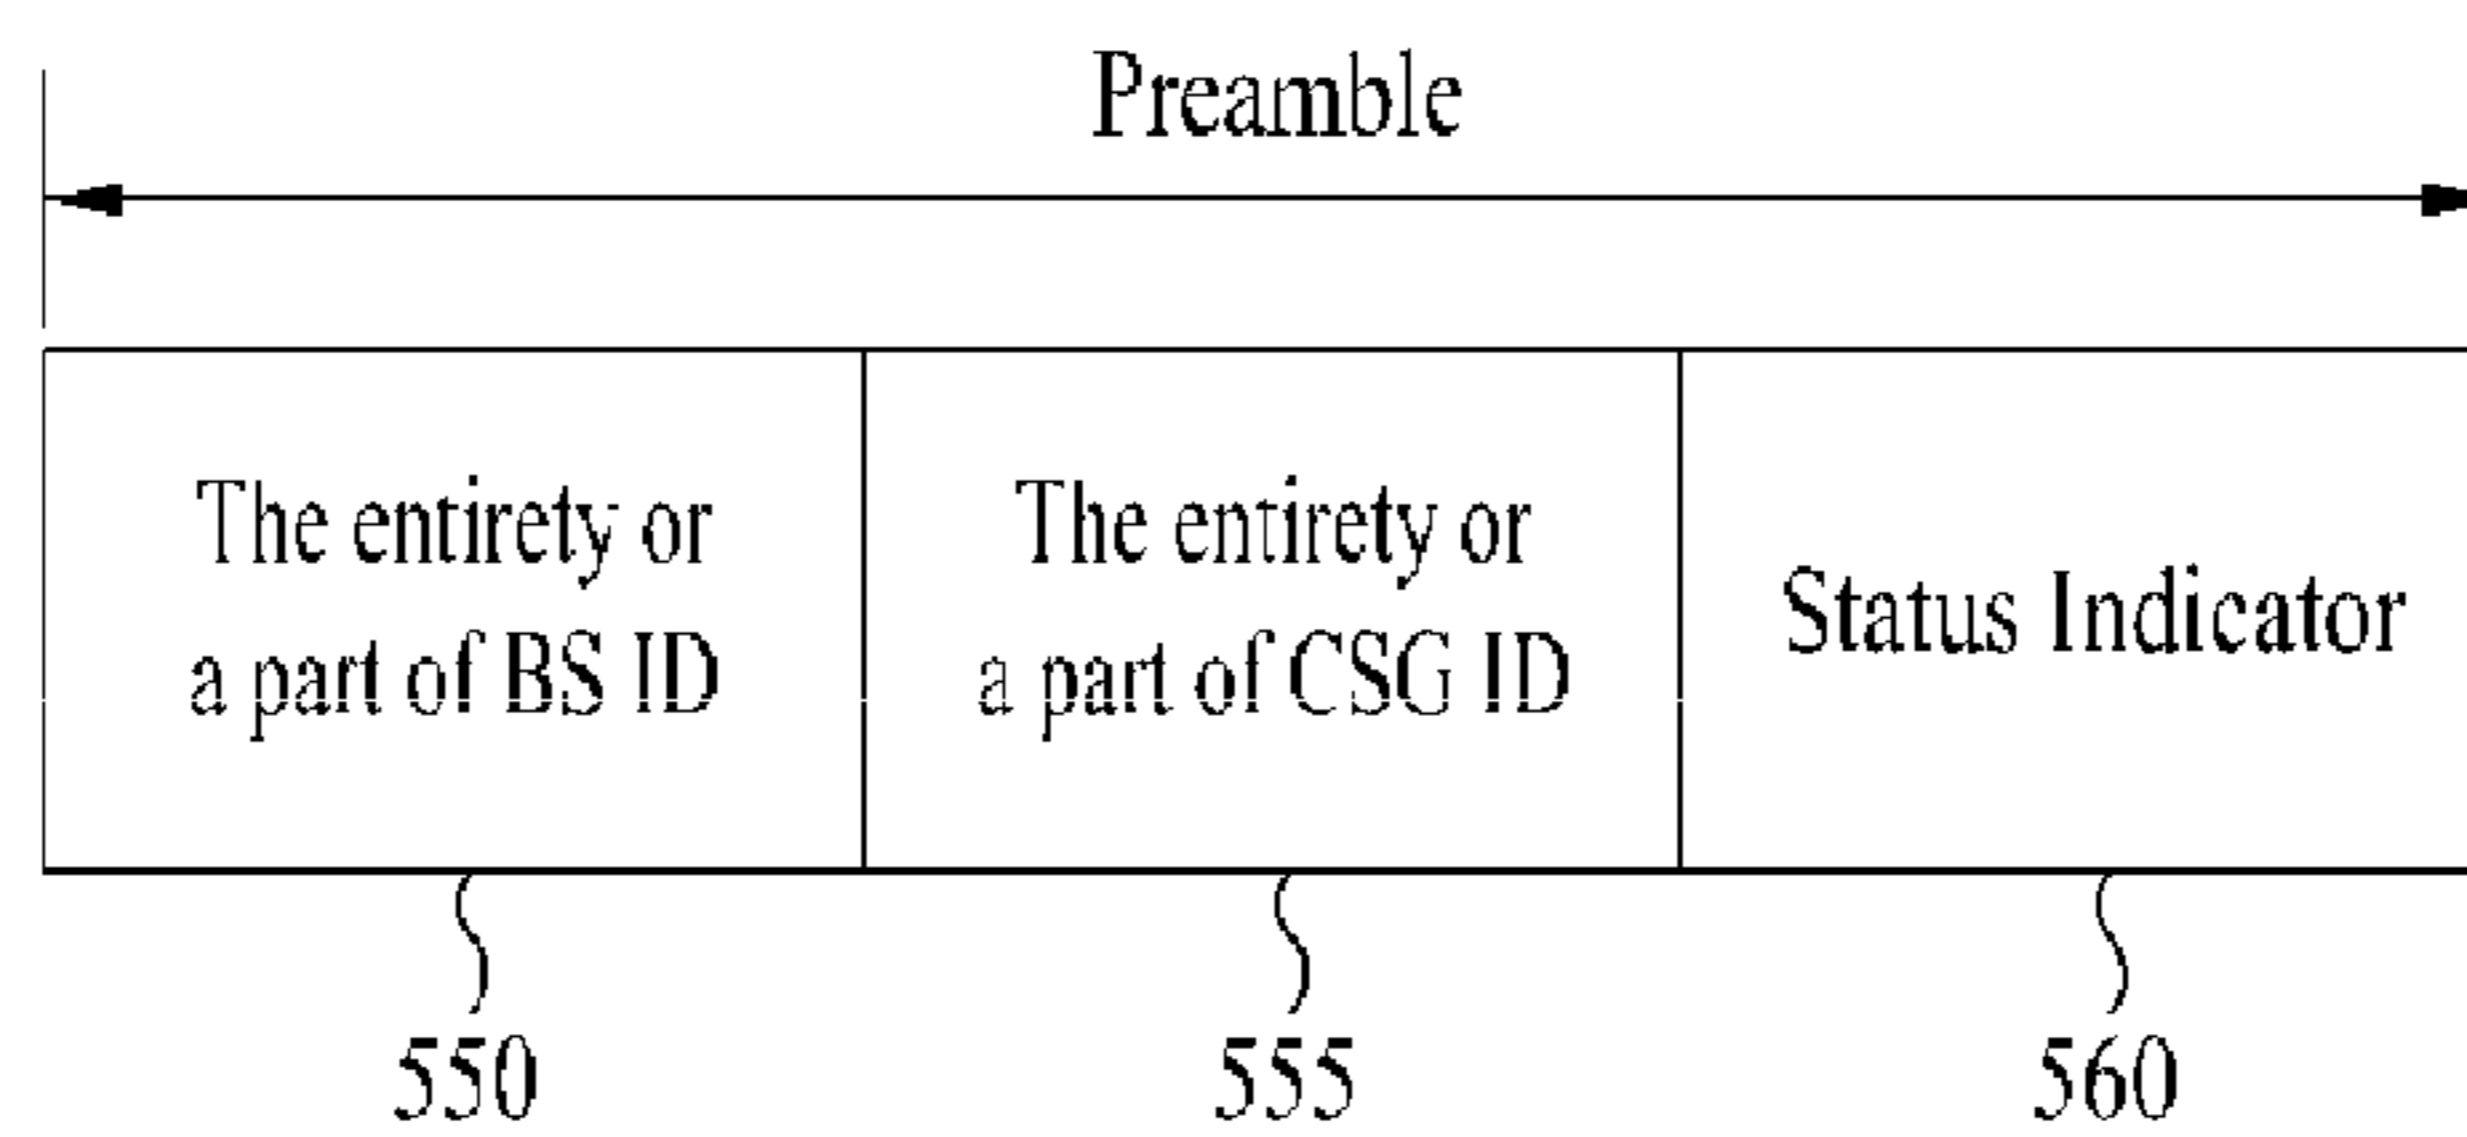 Preamble
The entirety or
a part of BS ID
The entirety or
a part of CSG ID
Status Indicator
550
555
560